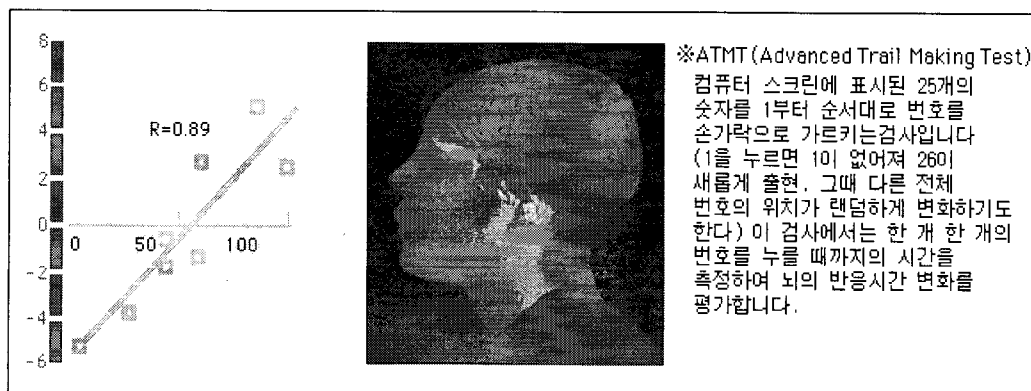 8
6
4
2
0
-2
-4
-6
R=0.89
0 50 100
※ATMT(Advanced Trail Making Test)
컴퓨터 스크린에 표시된 25개의
숫자를 1부터 순서대로 번호를
손가락으로 가르키는검사입니다
(1을 누르면 1이 없어져 26이
새롭게 출현. 그때 다른 전체
번호의 위치가 랜덤하게 변화하기도
한다) 이 검사에서는 한 개 한 개의
번호를 누를 때까지의 시간을
측정하여 뇌의 반응시간 변화를
평가합니다.